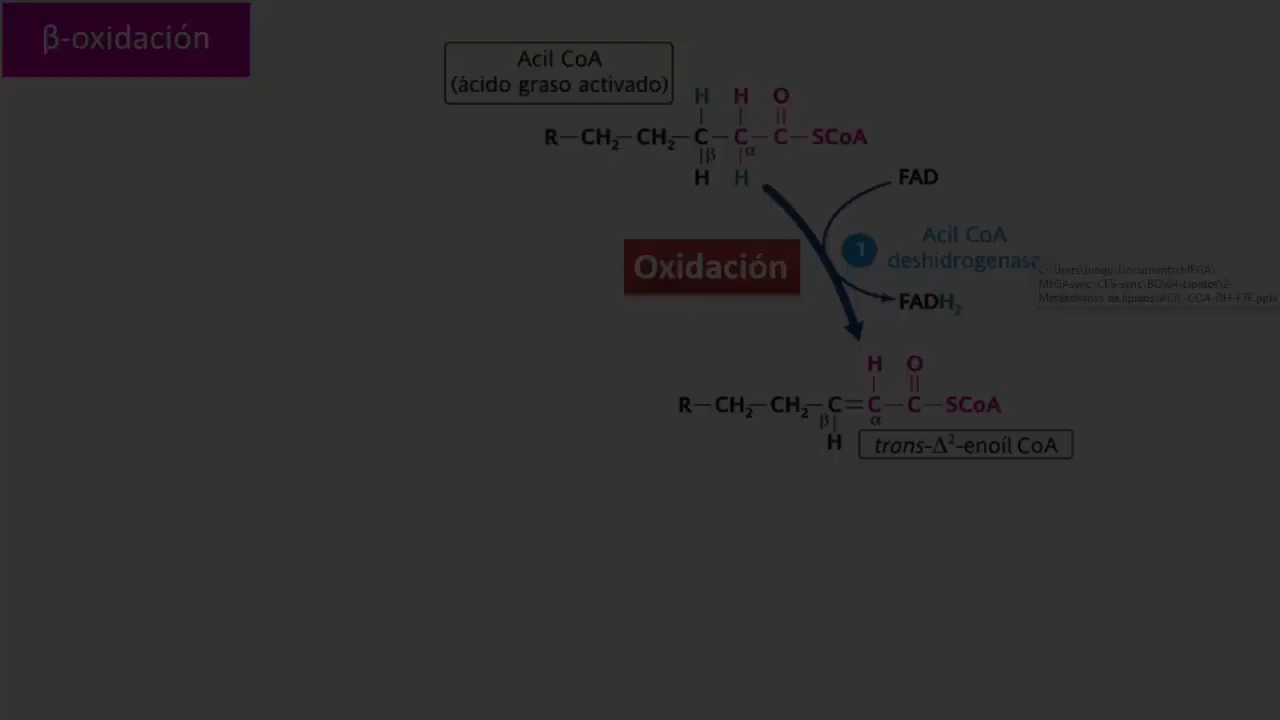 β-oxidación
Acil CoA
(ácido graso activado)
H H O
R—CH₂—CH₂—C—C—C—SCoA
β α
H H
FAD
1
Acil CoA
deshidrogenasa
Oxidación
FADH₂
H O
R—CH₂—CH₂—C=C—C—SCoA
β α
H
trans-Δ²-enoíl CoA